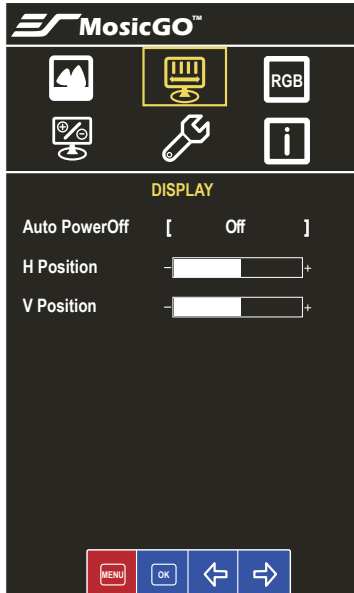 MosicGO™
RGB
i
DISPLAY
Auto PowerOff [ Off ]
H Position - +
V Position - +
MENU OK